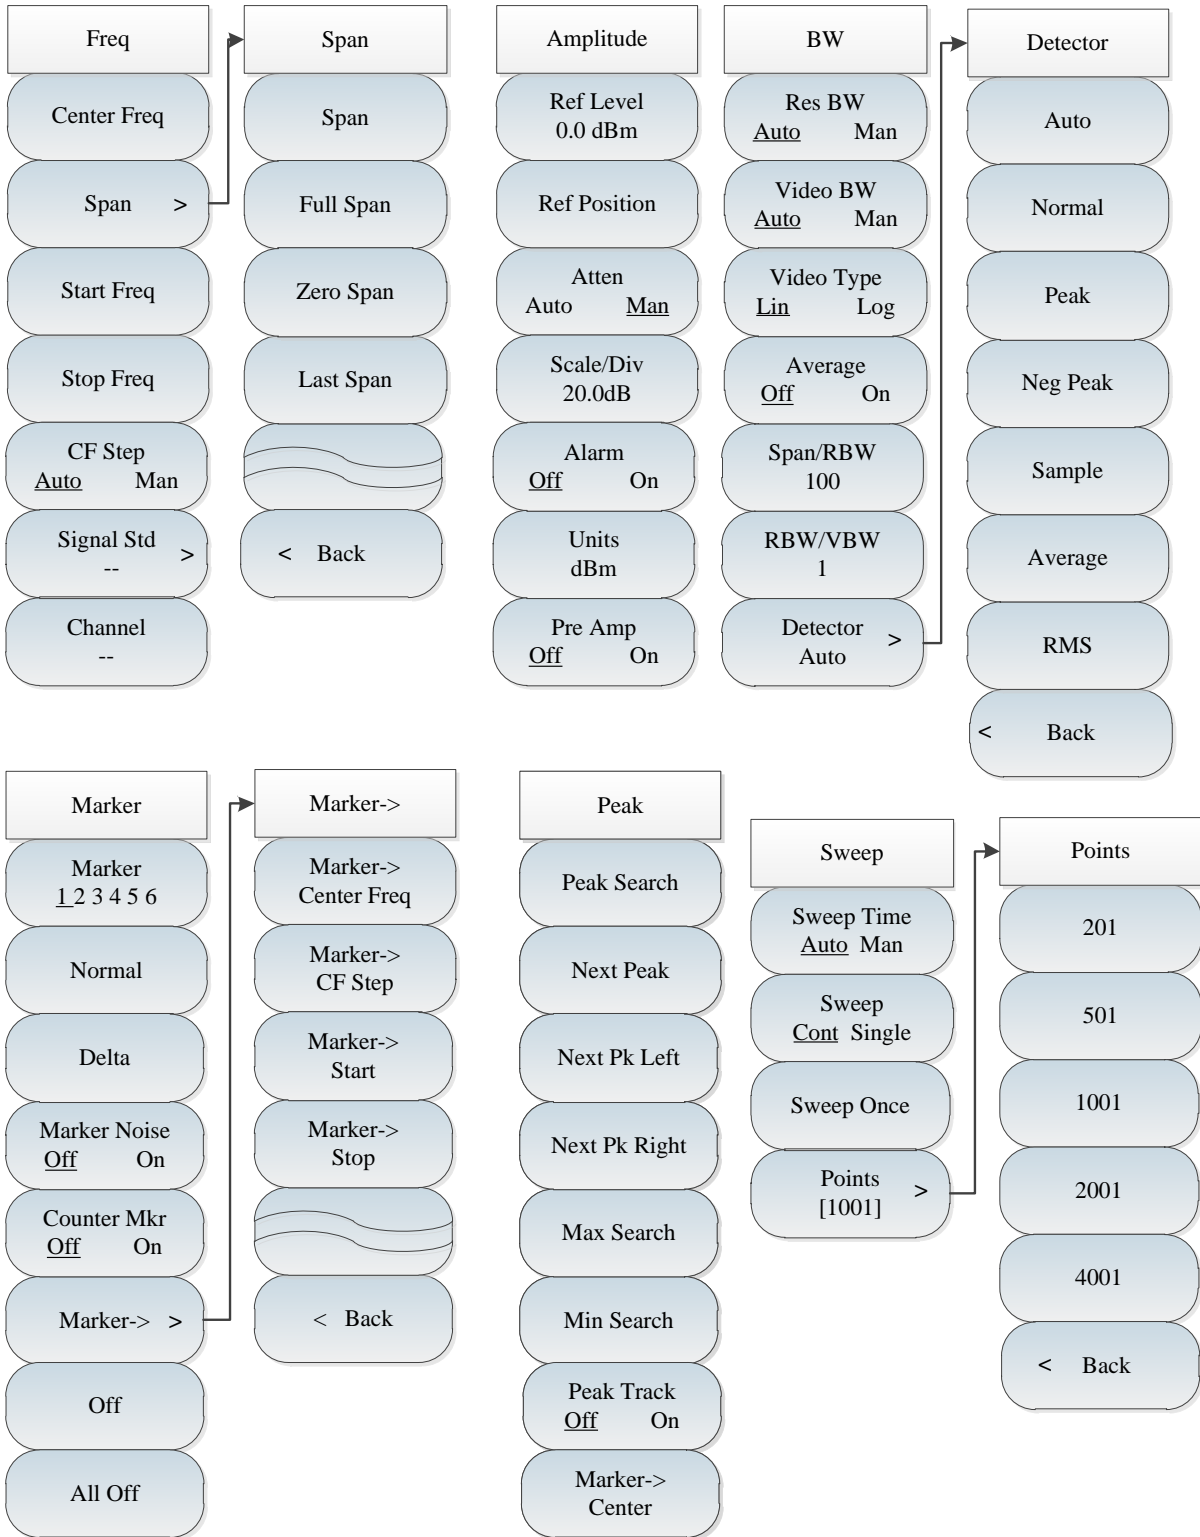 Freq
Center Freq
Span >
Start Freq
Stop Freq
CF Step
Auto Man
Signal Std >
--
Channel
--
Span
Span
Full Span
Zero Span
Last Span
< Back
Amplitude
Ref Level
0.0 dBm
Ref Position
Atten
Auto Man
Scale/Div
20.0dB
Alarm
Off On
Units
dBm
Pre Amp
Off On
BW
Res BW
Auto Man
Video BW
Auto Man
Video Type
Lin Log
Average
Off On
Span/RBW
100
RBW/VBW
1
Detector >
Auto
Detector
Auto
Normal
Peak
Neg Peak
Sample
Average
RMS
< Back
Marker
Marker
1 2 3 4 5 6
Normal
Delta
Marker Noise
Off On
Counter Mkr
Off On
Marker-> >
Off
All Off
Marker->
Marker->
Center Freq
Marker->
CF Step
Marker->
Start
Marker->
Stop
< Back
Peak
Peak Search
Next Peak
Next Pk Left
Next Pk Right
Max Search
Min Search
Peak Track
Off On
Marker->
Center
Sweep
Sweep Time
Auto Man
Sweep
Cont Single
Sweep Once
Points >
[1001]
Points
201
501
1001
2001
4001
< Back